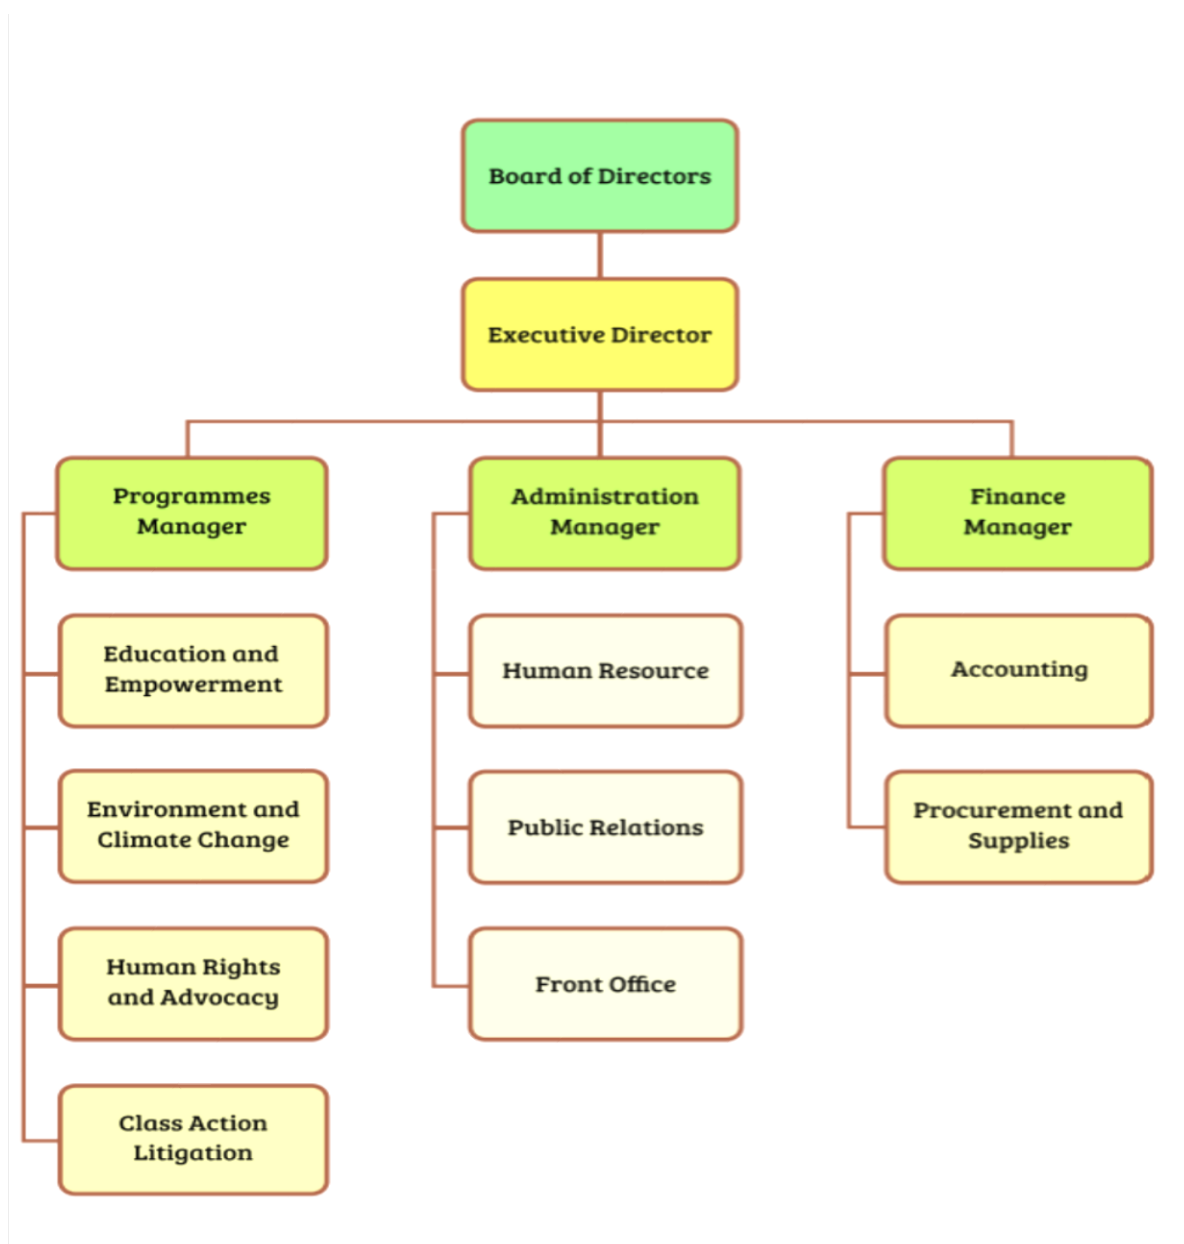 Board of Directors
Executive Director
Programmes
Manager
Administration
Manager
Finance
Manager
Education and
Empowerment
Human Resource
Accounting
Environment and
Climate Change
Public Relations
Procurement and
Supplies
Human Rights
and Advocacy
Front Office
Class Action
Litigation